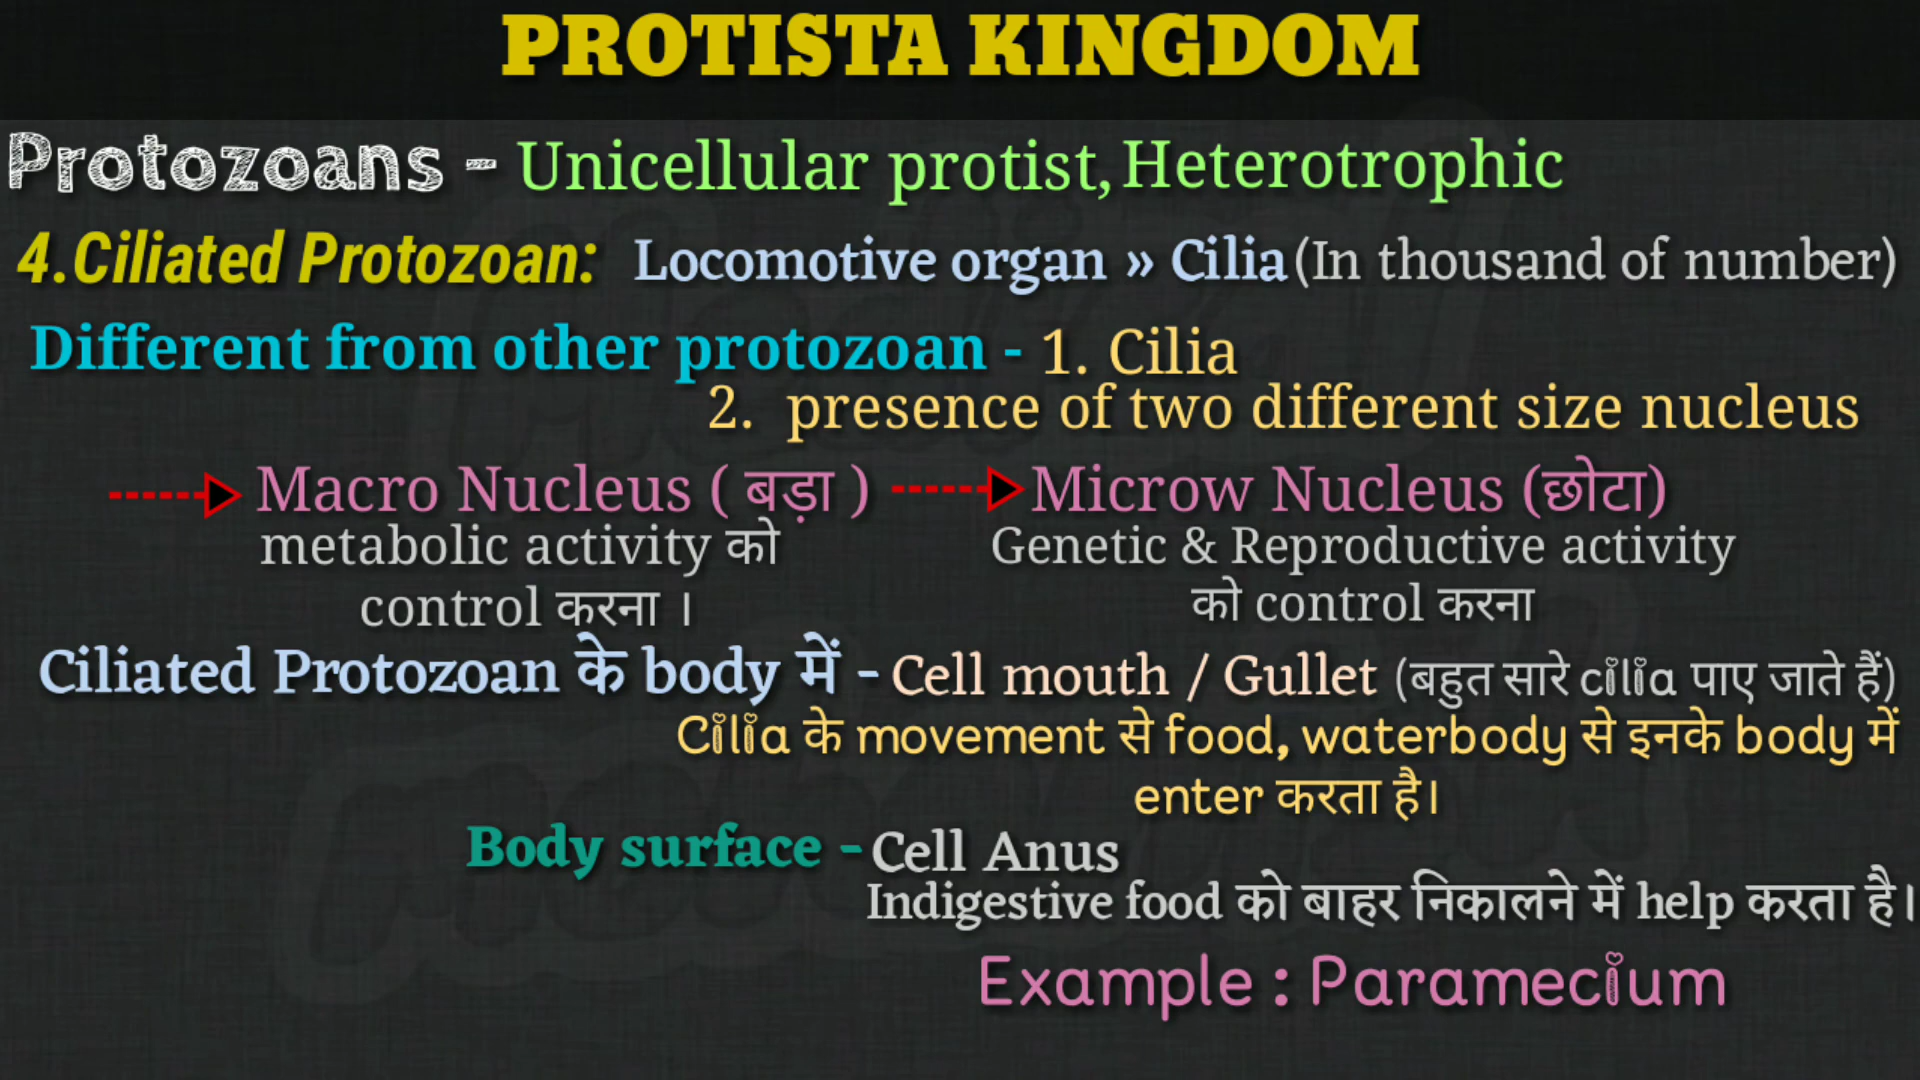 PROTISTA KINGDOM
Protozoans - Unicellular protist, Heterotrophic
4.Ciliated Protozoan: Locomotive organ » Cilia (In thousand of number)
Different from other protozoan - 1. Cilia
2. presence of two different size nucleus
Macro Nucleus ( बड़ा ) Microw Nucleus (छोटा)
metabolic activity को Genetic & Reproductive activity
control करना । को control करना
Ciliated Protozoan के body में - Cell mouth / Gullet (बहुत सारे cilia पाए जाते हैं)
Cilia के movement से food, waterbody से इनके body में
enter करता है।
Body surface - Cell Anus
Indigestive food को बाहर निकालने में help करता है।
Example : Paramecium